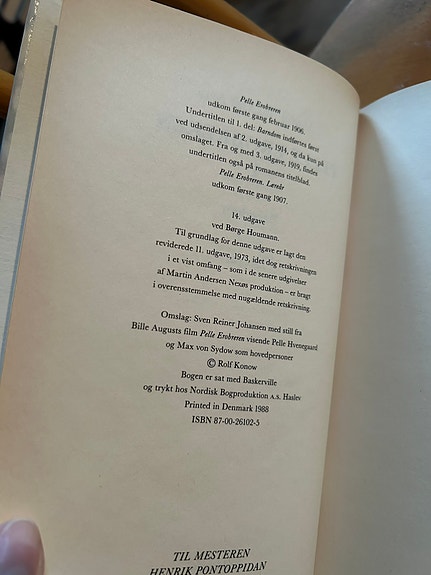 Pelle Erobreren
udkom første gang februar 1906.
Undertitlen til 1. del: Barndom indførtes først
ved udsendelsen af 2. udgave, 1914, og da kun på
omslaget. Fra og med 3. udgave, 1919, findes
undertitlen også på romanens titelblad.
Pelle Erobreren. Læreår
udkom første gang 1907.
14. udgave
ved Børge Houmann.
Til grundlag for denne udgave er lagt den
reviderede 11. udgave, 1973, idet dog retskrivningen
i et vist omfang – som i de senere udgivelser
af Martin Andersen Nexøs produktion – er bragt
i overensstemmelse med nugældende retskrivning.
Omslag: Sven Reiner Johansen med still fra
Bille Augusts film Pelle Erobreren visende Pelle Hvenegaard
og Max von Sydow som hovedpersoner
© Rolf Konow
Bogen er sat med Baskerville
og trykt hos Nordisk Bogproduktion A.S. Haslev
Printed in Denmark 1988
ISBN 87-00-26102-5
TIL MESTEREN
HENRIK PONTOPPIDAN